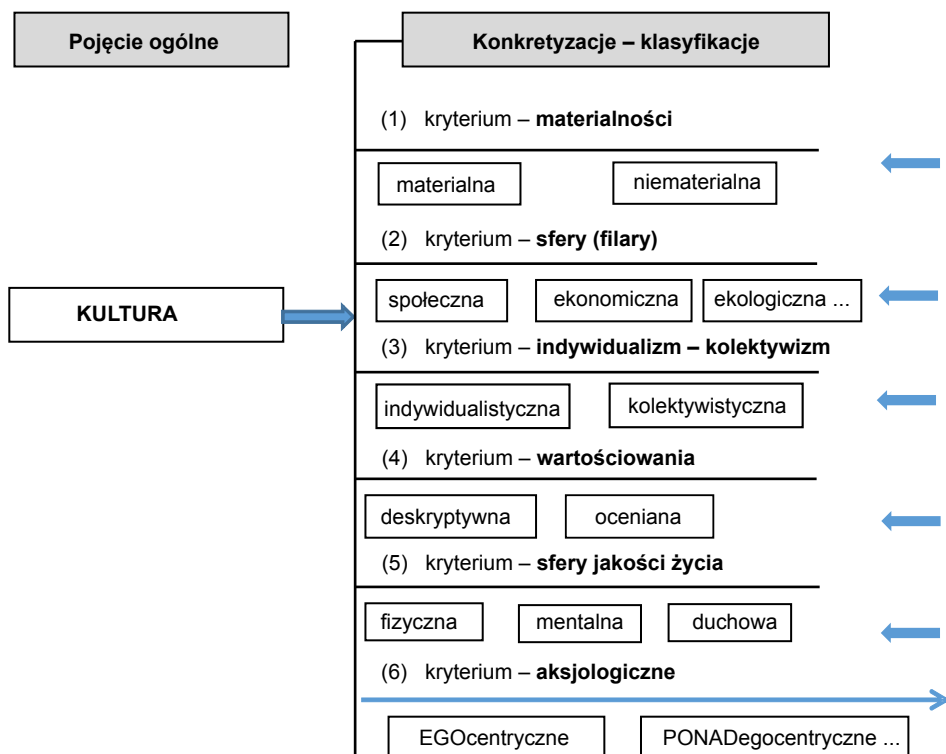 Pojęcie ogólne
Konkretyzacje – klasyfikacje
(1) kryterium – materialności
materialna niematerialna
(2) kryterium – sfery (filary)
społeczna ekonomiczna ekologiczna ...
KULTURA
(3) kryterium – indywidualizm – kolektywizm
indywidualistyczna kolektywistyczna
(4) kryterium – wartościowania
deskryptywna oceniana
(5) kryterium – sfery jakości życia
fizyczna mentalna duchowa
(6) kryterium – aksjologiczne
EGOcentryczne PONADegocentryczne ...